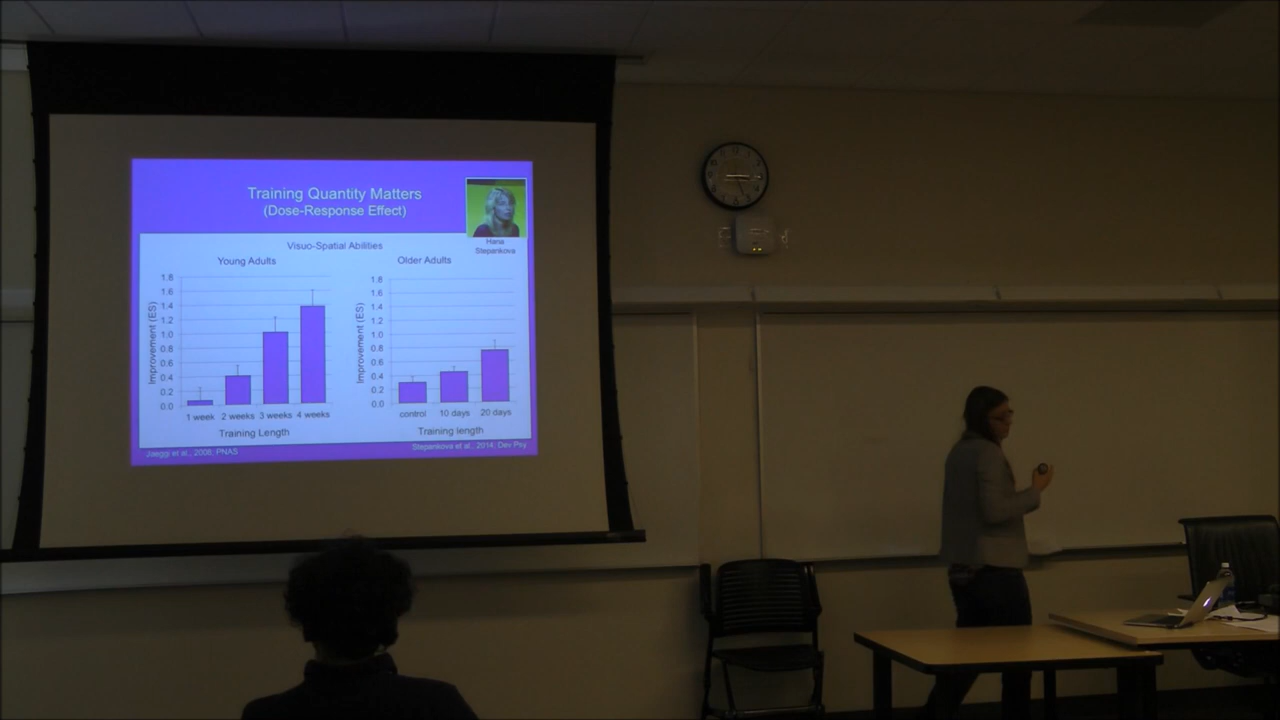 Training Quantity Matters
(Dose-Response Effect)
Hana
Stepankova
Visuo-Spatial Abilities
Young Adults
Older Adults
1.8
1.6
1.4
1.2
1.0
0.8
0.6
0.4
0.2
0.0
Improvement (ES)
1 week 2 weeks 3 weeks 4 weeks
Training Length
1.8
1.6
1.4
1.2
1.0
0.8
0.6
0.4
0.2
0.0
Improvement (ES)
control 10 days 20 days
Training length
Jaeggi et al., 2008, PNAS
Stepankova et al., 2014, Dev Psy